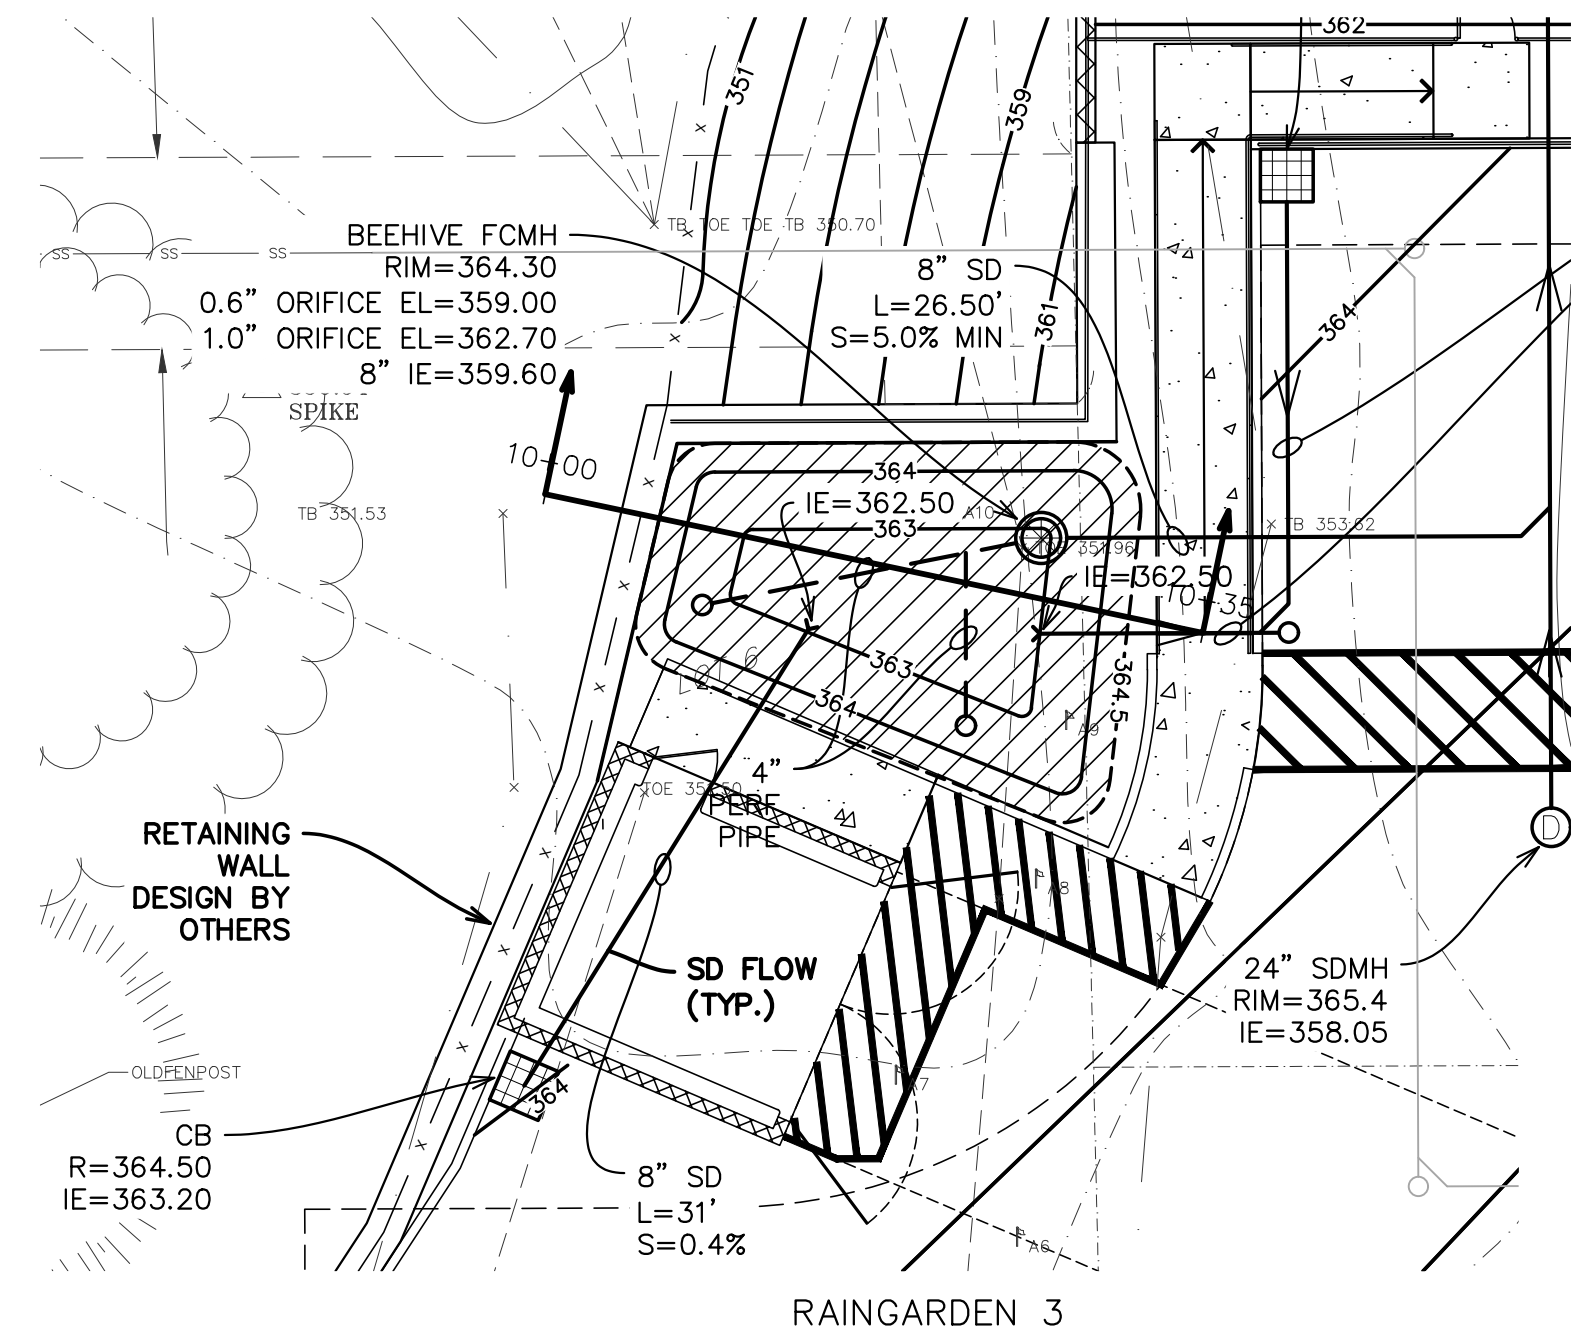 362
351
359
TB TOE TOE TB 350.70
SS
SS
SS
BEEHIVE FCMH
RIM=364.30
0.6" ORIFICE EL=359.00
1.0" ORIFICE EL=362.70
8" IE=359.60
8" SD
L=26.50'
S=5.0% MIN
361
364
SPIKE
10+00
364
IE=362.50
A10
363
TB 351.53
TB 353.62
TOE 351.96
IE=362.50
10+35
363
LOT 6
364
364.5
A9
4"
PERF
PIPE
RETAINING
WALL
DESIGN BY
OTHERS
D
A8
SD FLOW
(TYP.)
24" SDMH
RIM=365.4
IE=358.05
OLDFENPOST
A7
364
CB
R=364.50
IE=363.20
8" SD
L=31'
S=0.4%
A6
RAINGARDEN 3